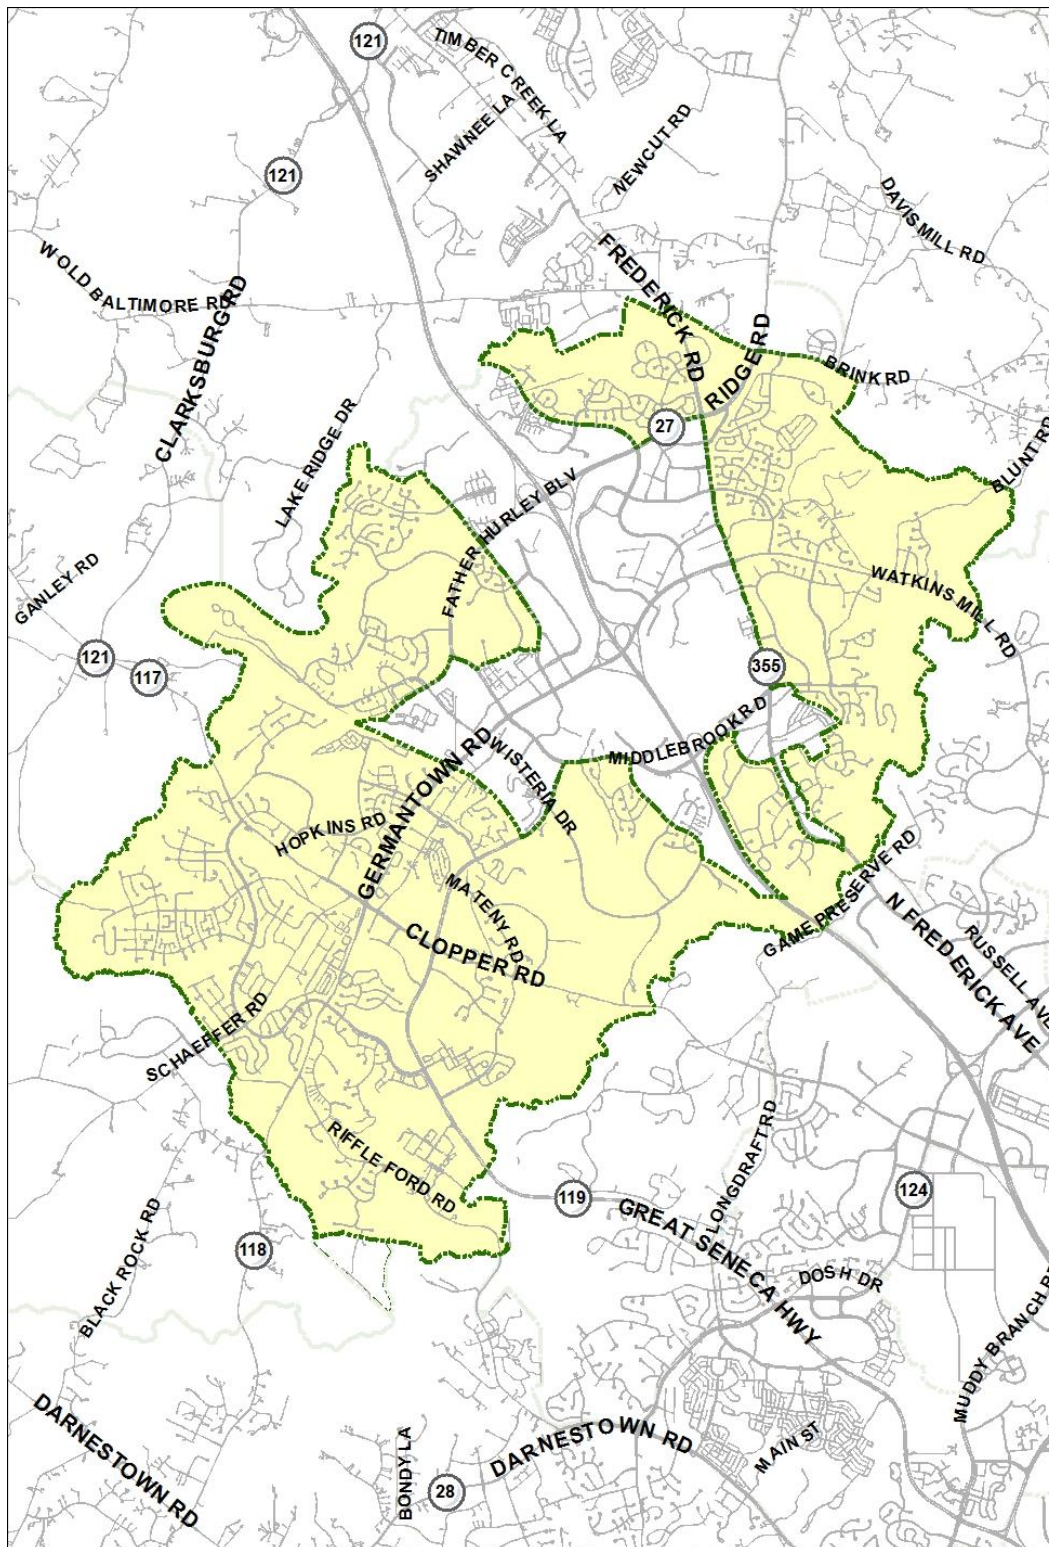 121
TIMBER CREEK LA
SHAWNEE LA
NEWCUT RD
121
DAVIS MILL RD
W OLD BALTIMORE RD
FREDERICK RD
CLARKSBURG RD
RIDGE RD
BRINK RD
LAKE RIDGE DR
27
BLUNT RD
FATHER HURLEY BLV
GANLEY RD
WATKINS MILL RD
121
117
355
MIDDLEBROOK RD
WISTERIA DR
GERMANTOWN RD
HOPKINS RD
MATENY RD
GAME PRESERVE RD
CLOPPER RD
N FREDERICK AVE
RUSSELL AVE
SCHAEFFER RD
LONGDRAFT RD
RIFFLE FORD RD
119
124
GREAT SENECA HWY
BLACK ROCK RD
118
DOSH DR
MUDDY BRANCH RD
DARNESTOWN RD
BONDY LA
DARNESTOWN RD
MAIN ST
28